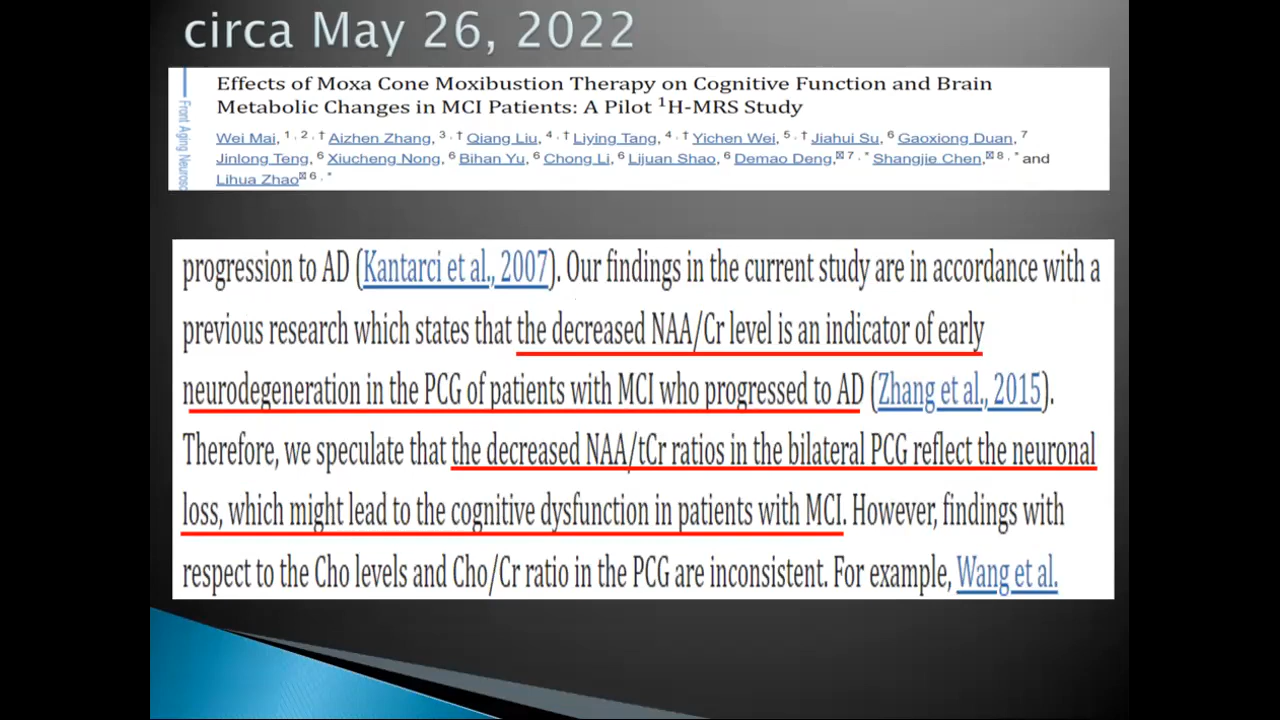 circa May 26, 2022
Effects of Moxa Cone Moxibustion Therapy on Cognitive Function and Brain
Metabolic Changes in MCI Patients: A Pilot ¹H-MRS Study
Front Aging Neurosc
Wei Mai, 1 , 2 , † Aizhen Zhang, 3 , † Qiang Liu, 4 , † Liying Tang, 4 , † Yichen Wei, 5 , † Jiahui Su, 6 Gaoxiong Duan, 7
Jinlong Teng, 6 Xiucheng Nong, 6 Bihan Yu, 6 Chong Li, 6 Lijuan Shao, 6 Demao Deng,✉ 7 , * Shangjie Chen,✉ 8 , * and
Lihua Zhao✉ 6 , *
progression to AD (Kantarci et al., 2007). Our findings in the current study are in accordance with a
previous research which states that the decreased NAA/Cr level is an indicator of early
neurodegeneration in the PCG of patients with MCI who progressed to AD (Zhang et al., 2015).
Therefore, we speculate that the decreased NAA/tCr ratios in the bilateral PCG reflect the neuronal
loss, which might lead to the cognitive dysfunction in patients with MCI. However, findings with
respect to the Cho levels and Cho/Cr ratio in the PCG are inconsistent. For example, Wang et al.